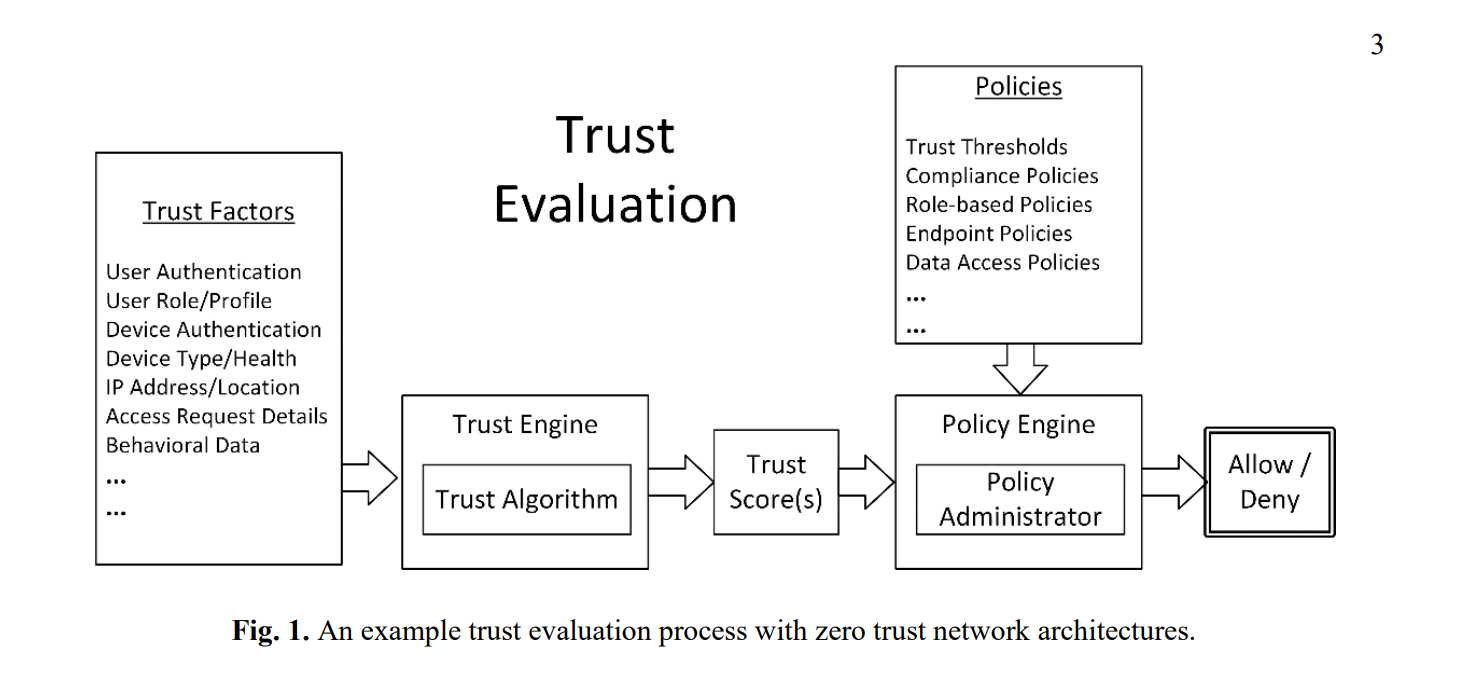 3
Trust
Evaluation
Trust Factors
User Authentication
User Role/Profile
Device Authentication
Device Type/Health
IP Address/Location
Access Request Details
Behavioral Data
...
...
Trust Engine
Trust Algorithm
Trust
Score(s)
Policies
Trust Thresholds
Compliance Policies
Role-based Policies
Endpoint Policies
Data Access Policies
...
...
Policy Engine
Policy
Administrator
Allow /
Deny
Fig. 1. An example trust evaluation process with zero trust network architectures.